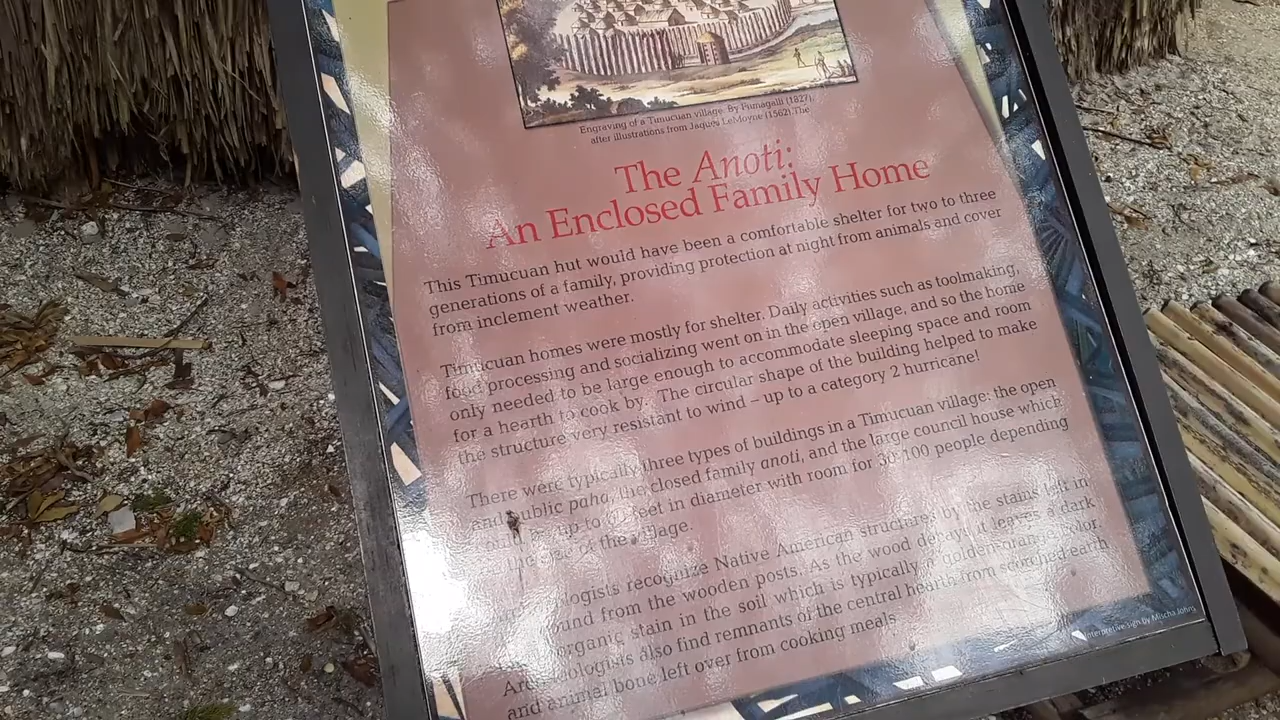 Engraving of a Timucuan village. By Fumagalli (1827),
after illustrations from Jaques LeMoyne (1562). The
The Anoti:
An Enclosed Family Home
This Timucuan hut would have been a comfortable shelter for two to three
generations of a family, providing protection at night from animals and cover
from inclement weather.
Timucuan homes were mostly for shelter. Daily activities such as toolmaking,
food processing and socializing went on in the open village, and so the home
only needed to be large enough to accommodate sleeping space and room
for a hearth to cook by. The circular shape of the building helped to make
the structure very resistant to wind – up to a category 2 hurricane!
There were typically three types of buildings in a Timucuan village: the open
and public paha, the closed family anoti, and the large council house which
up to feet in diameter with room for 30-100 people depending
of the village.
recognize Native American structures by the stains left in
from the wooden posts. As the wood decays it leaves a dark
organic stain in the soil which is typically a golden-orange color.
Archaeologists also find remnants of the central hearth from scorched earth
and animal bone left over from cooking meals.
Interpretive sign by Mischa Johns